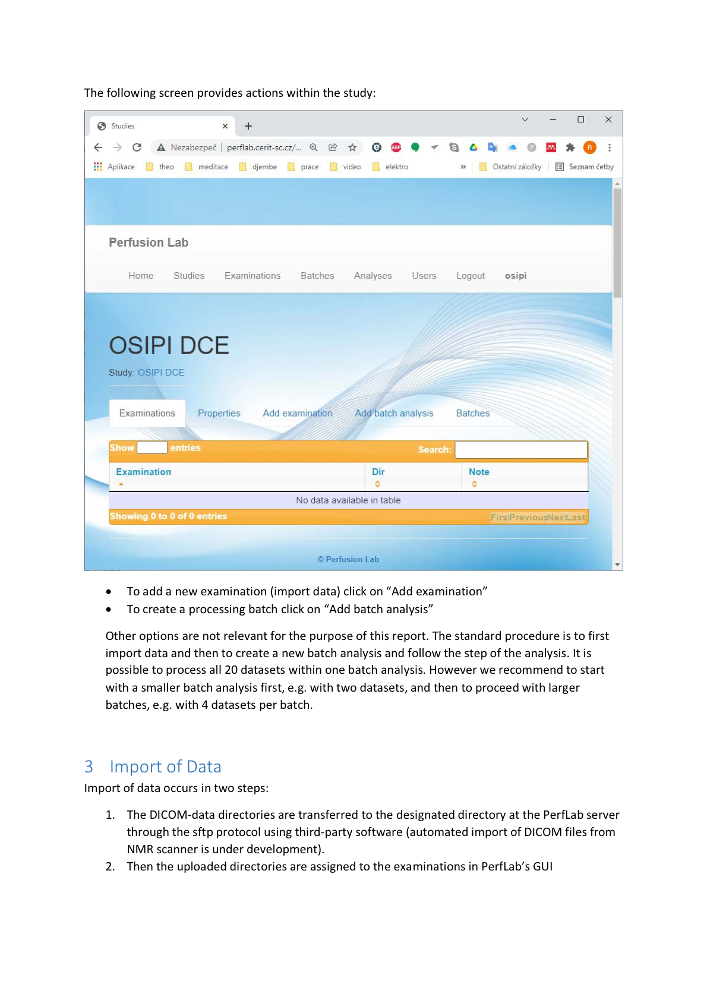 The following screen provides actions within the study:
Studies
Nezabezpeč | perflab.cerit-sc.cz/...
ABP
R
Aplikace theo meditace djembe prace video elektro » Ostatní záložky Seznam četby
Perfusion Lab
Home Studies Examinations Batches Analyses Users Logout osipi
OSIPI DCE
Study: OSIPI DCE
Examinations Properties Add examination Add batch analysis Batches
Show entries Search:
Examination Dir Note
No data available in table
Showing 0 to 0 of 0 entries FirstPreviousNextLast
© Perfusion Lab
• To add a new examination (import data) click on “Add examination”
• To create a processing batch click on “Add batch analysis”
Other options are not relevant for the purpose of this report. The standard procedure is to first
import data and then to create a new batch analysis and follow the step of the analysis. It is
possible to process all 20 datasets within one batch analysis. However we recommend to start
with a smaller batch analysis first, e.g. with two datasets, and then to proceed with larger
batches, e.g. with 4 datasets per batch.
3 Import of Data
Import of data occurs in two steps:
1. The DICOM-data directories are transferred to the designated directory at the PerfLab server
through the sftp protocol using third-party software (automated import of DICOM files from
NMR scanner is under development).
2. Then the uploaded directories are assigned to the examinations in PerfLab’s GUI